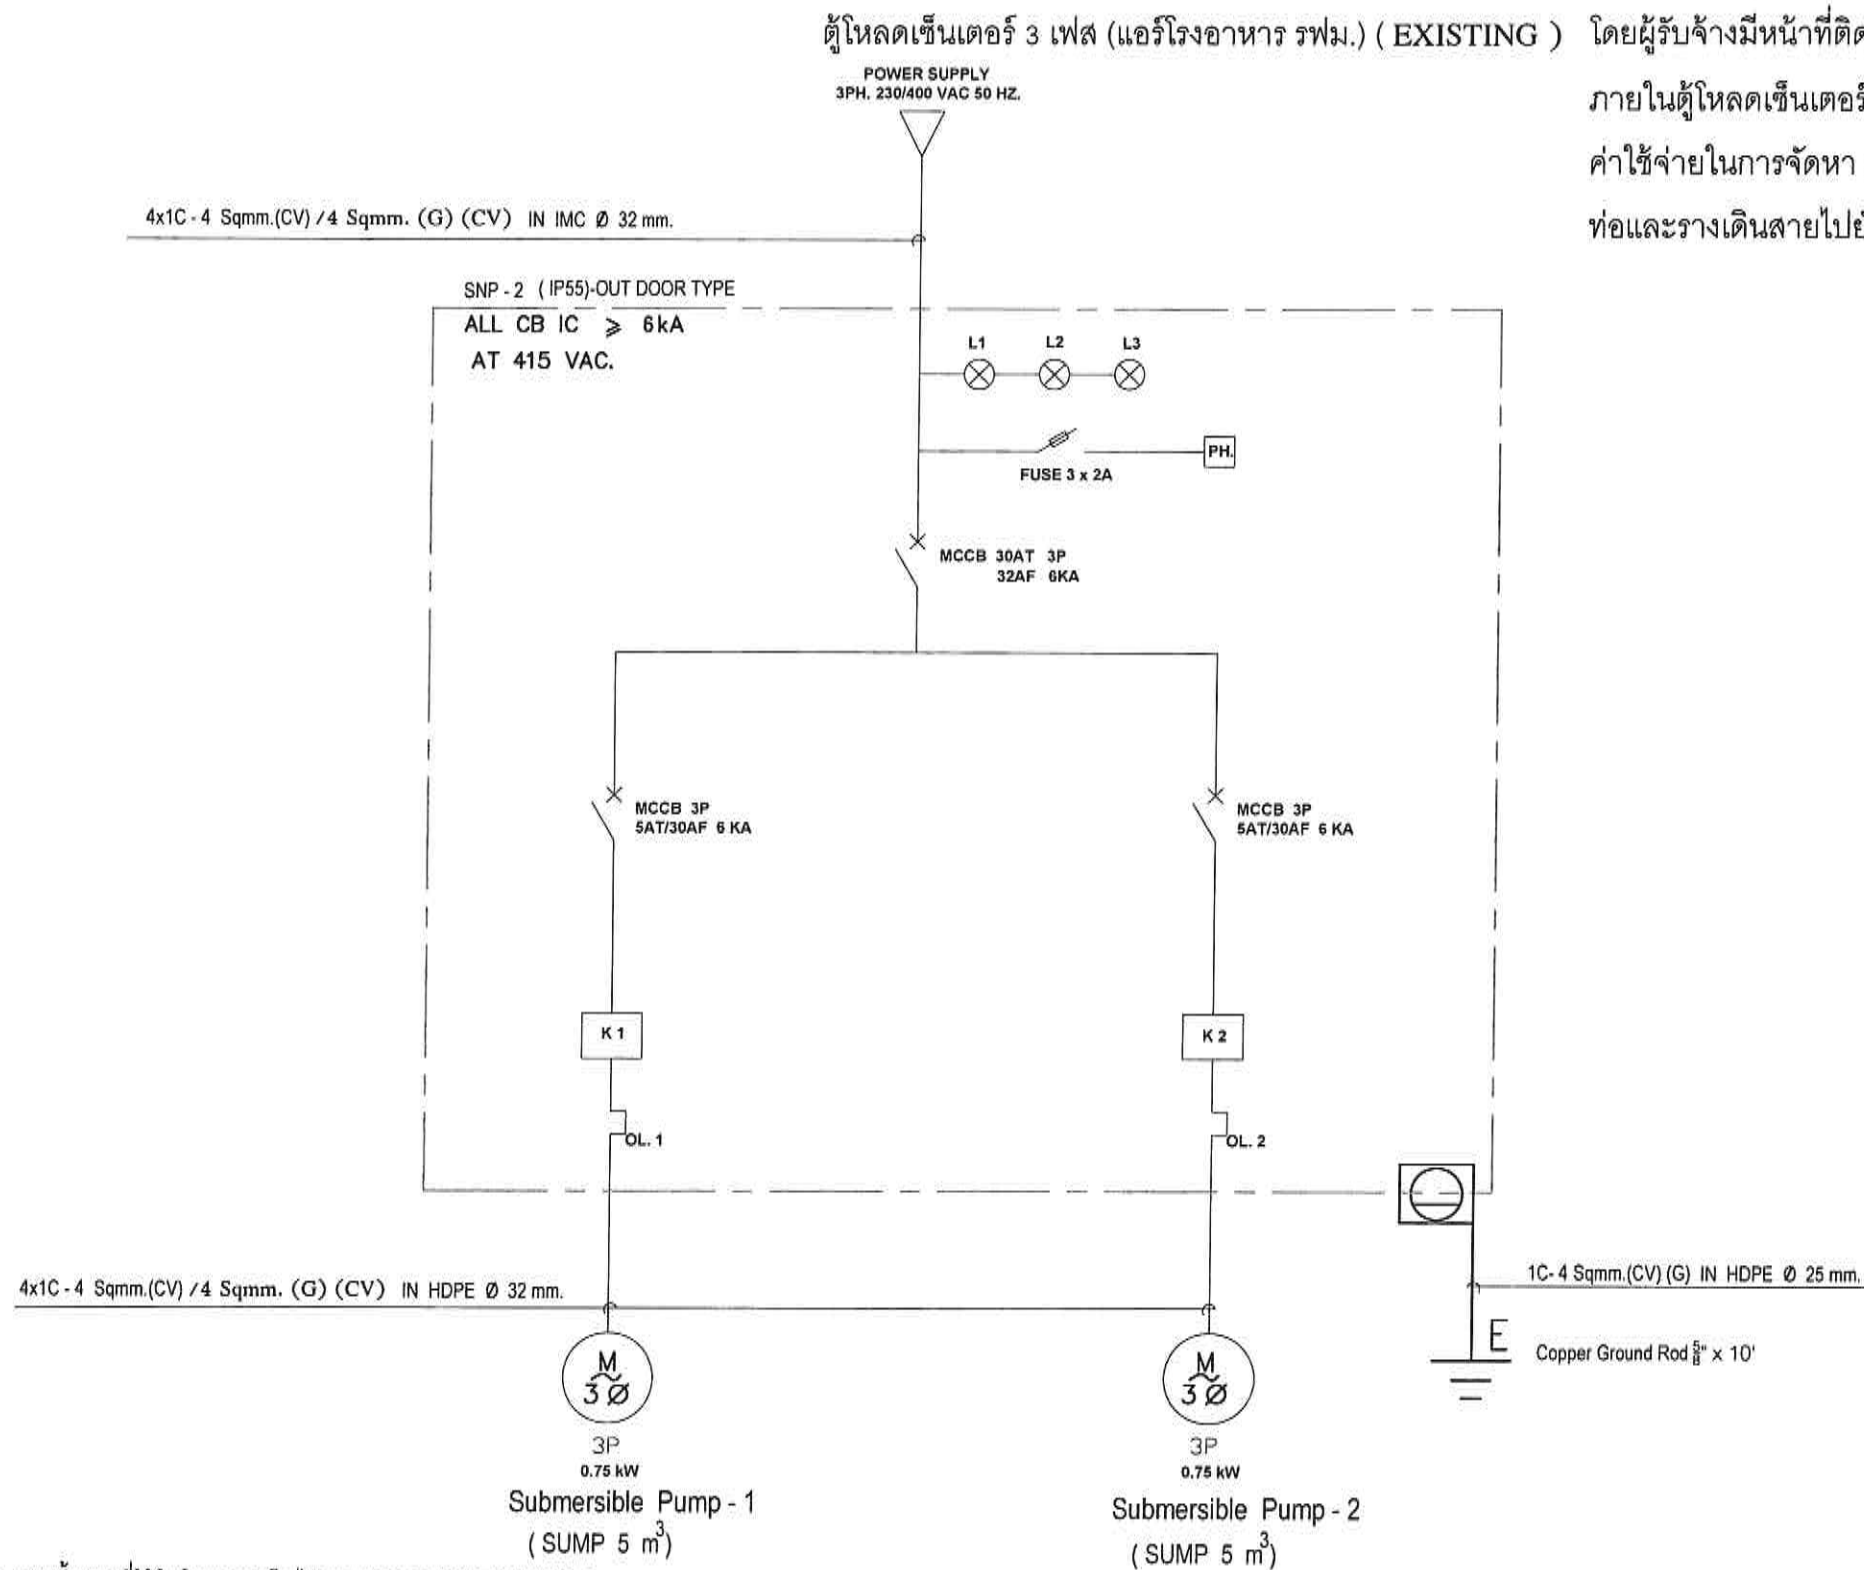 ตู้โหลดเซ็นเตอร์ 3 เฟส (แอร์โรงอาหาร รฟม.) ( EXISTING )
โดยผู้รับจ้างมีหน้าที่ติด
ภายในตู้โหลดเซ็นเตอร์
ค่าใช้จ่ายในการจัดหา
ท่อและรางเดินสายไปยั
POWER SUPPLY
3PH. 230/400 VAC 50 HZ.
4x1C - 4 Sqmm.(CV) /4 Sqmm. (G) (CV) IN IMC Ø 32 mm.
SNP - 2 ( IP55)-OUT DOOR TYPE
ALL CB IC ⩾ 6kA
AT 415 VAC.
L1 L2 L3
PH.
FUSE 3 x 2A
MCCB 30AT 3P
32AF 6KA
MCCB 3P
5AT/30AF 6 KA
MCCB 3P
5AT/30AF 6 KA
K 1
K 2
OL. 1
OL. 2
4x1C - 4 Sqmm.(CV) /4 Sqmm. (G) (CV) IN HDPE Ø 32 mm.
1C- 4 Sqmm.(CV) (G) IN HDPE Ø 25 mm.
E
Copper Ground Rod 5/8" x 10'
M
3 Ø
M
3 Ø
3P
0.75 kW
Submersible Pump - 1
( SUMP 5 m³)
3P
0.75 kW
Submersible Pump - 2
( SUMP 5 m³)